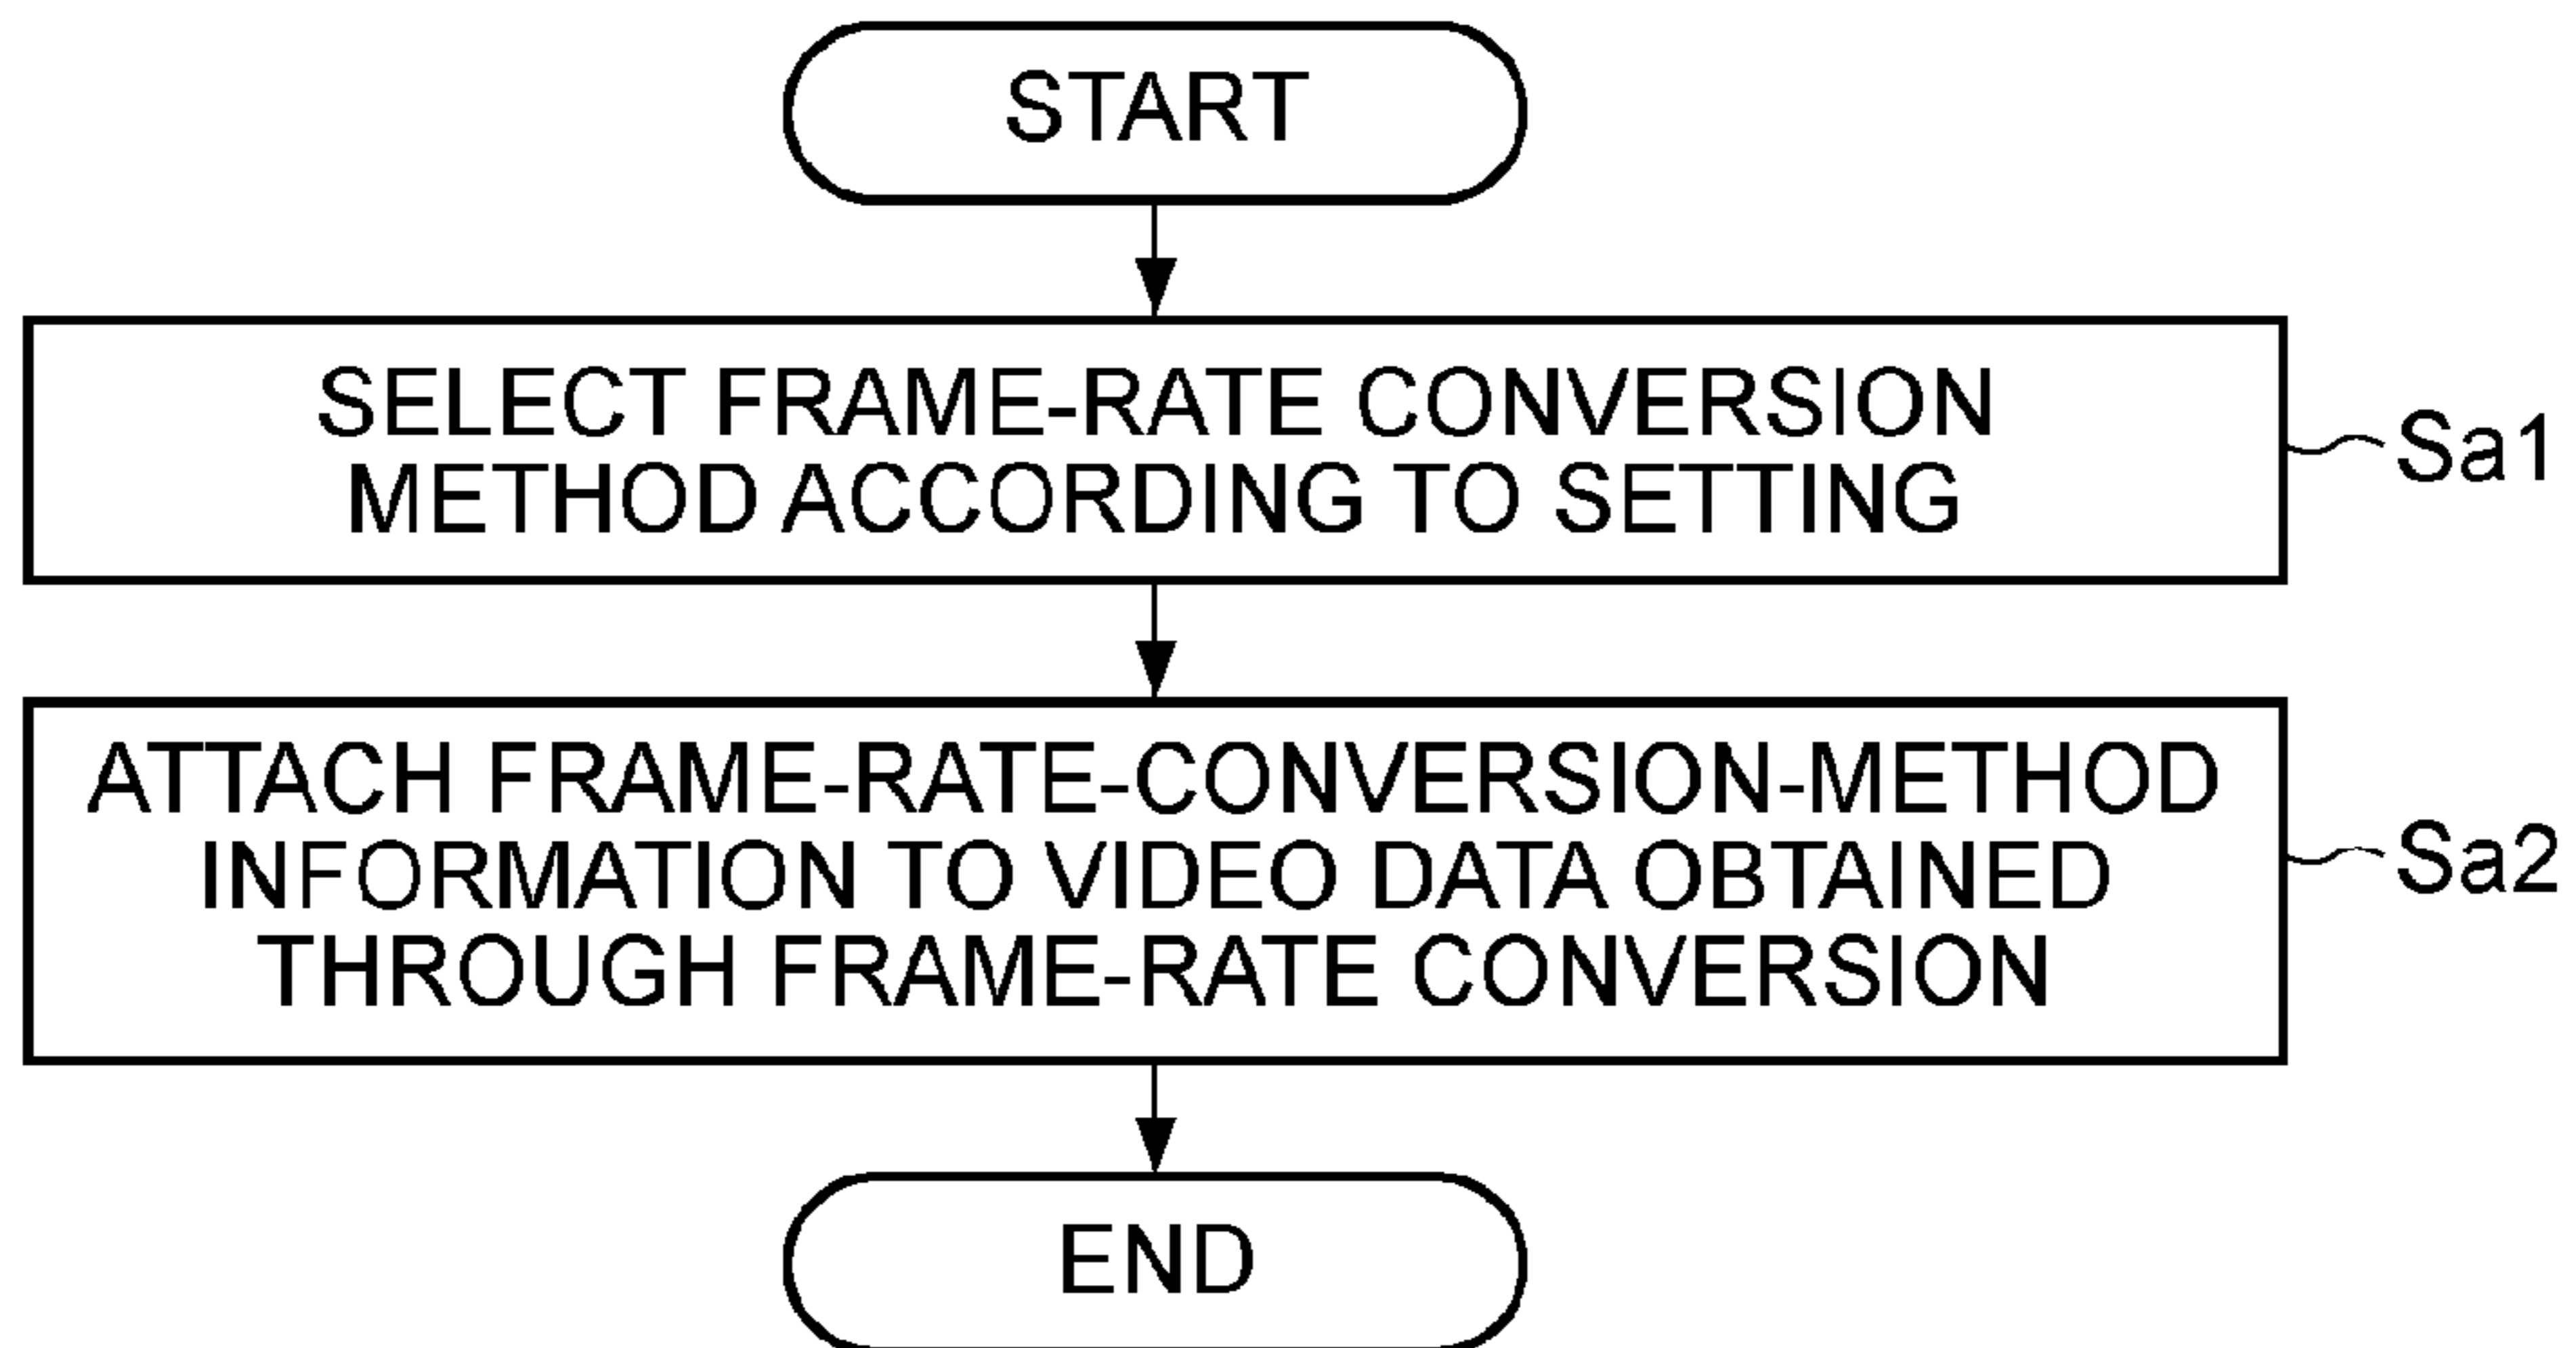 START
SELECT FRAME-RATE CONVERSION
METHOD ACCORDING TO SETTING
Sa1
ATTACH FRAME-RATE-CONVERSION-METHOD
INFORMATION TO VIDEO DATA OBTAINED
THROUGH FRAME-RATE CONVERSION
Sa2
END